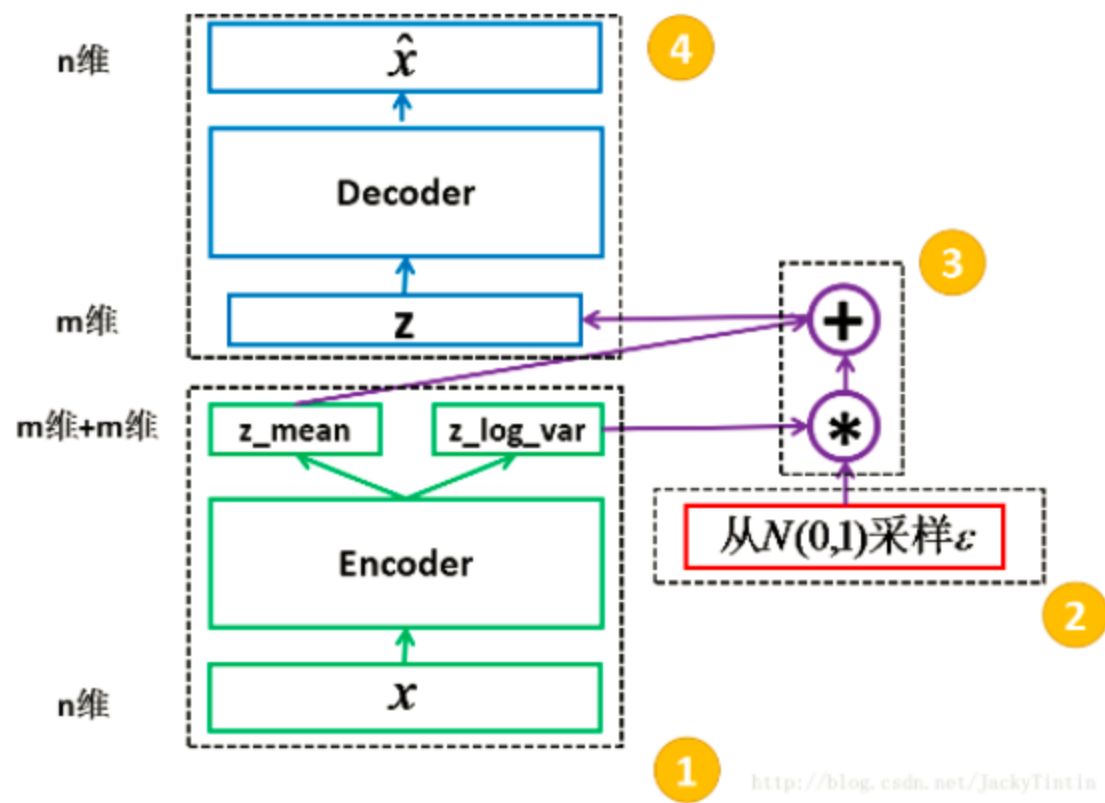 n维
x̂
4
Decoder
3
+
m维
z
m维+m维
z_mean
z_log_var
*
从N(0,1)采样ε
Encoder
2
n维
x
1
http://blog.csdn.net/JackyTintin